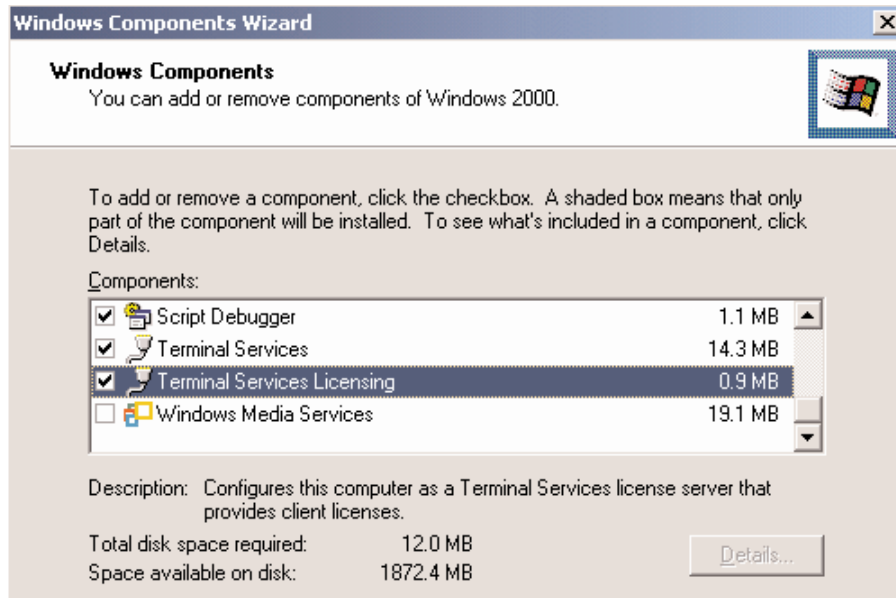 Windows Components Wizard
Windows Components
You can add or remove components of Windows 2000.
To add or remove a component, click the checkbox. A shaded box means that only
part of the component will be installed. To see what's included in a component, click
Details.
Components:
Script Debugger 1.1 MB
Terminal Services 14.3 MB
Terminal Services Licensing 0.9 MB
Windows Media Services 19.1 MB
Description: Configures this computer as a Terminal Services license server that
provides client licenses.
Total disk space required: 12.0 MB
Space available on disk: 1872.4 MB
Details...